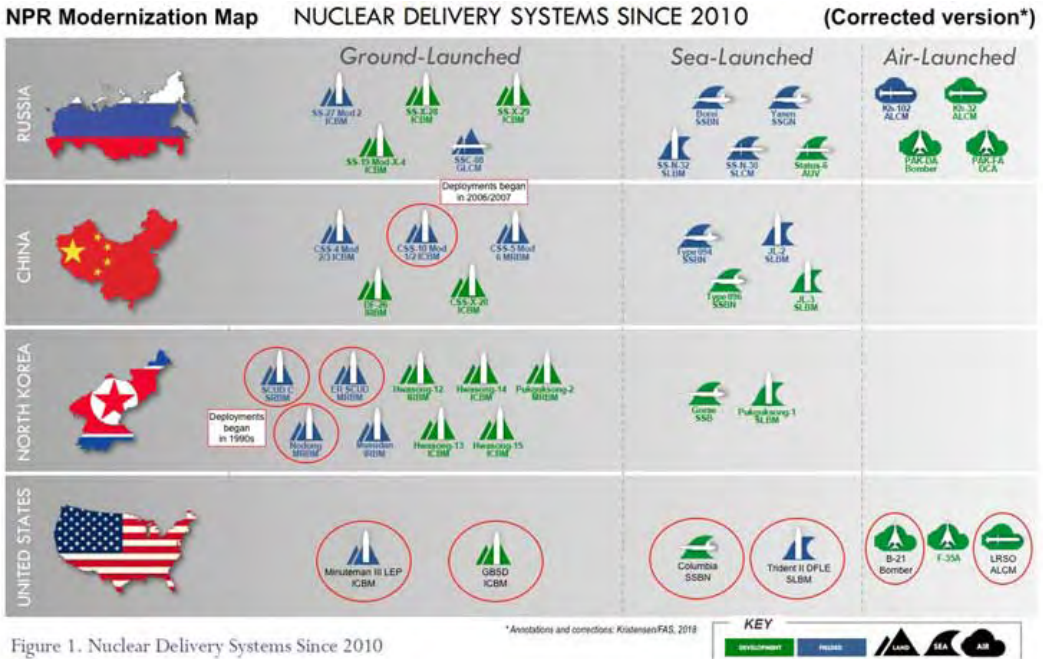 NPR Modernization Map
NUCLEAR DELIVERY SYSTEMS SINCE 2010
(Corrected version*)
Ground-Launched
Sea-Launched
Air-Launched
RUSSIA
SS-27 Mod 2
ICBM
SS-X-28
ICBM
SS-X-29
ICBM
SS-19 Mod-X-4
ICBM
SSC-08
GLCM
Borei
SSBN
Yasen
SSGN
SS-N-32
SLBM
SS-N-30
SLCM
Status-6
AUV
Kh-102
ALCM
Kh-32
ALCM
PAK-DA
Bomber
PAK-FA
DCA
CHINA
Deployments began
in 2006/2007
CSS-4 Mod
2/3 ICBM
CSS-10 Mod
1/2 ICBM
CSS-5 Mod
6 MRBM
DF-26
IRBM
CSS-X-20
ICBM
Type 094
SSBN
JL-2
SLBM
Type 096
SSBN
JL-3
SLBM
NORTH KOREA
SCUD C
SRBM
ER SCUD
MRBM
Hwasong-12
IRBM
Hwasong-14
ICBM
Pukguksong-2
MRBM
Deployments
began
in 1990s
Nodong
MRBM
Musudan
IRBM
Hwasong-13
ICBM
Hwasong-15
ICBM
Gorae
SSB
Pukguksong-1
SLBM
UNITED STATES
Minuteman III LEP
ICBM
GBSD
ICBM
Columbia
SSBN
Trident II DFLE
SLBM
B-21
Bomber
F-35A
LRSO
ALCM
* Annotations and corrections: Kristensen/FAS, 2018
KEY
DEVELOPMENT
FIELDED
LAND
SEA
AIR
Figure 1. Nuclear Delivery Systems Since 2010